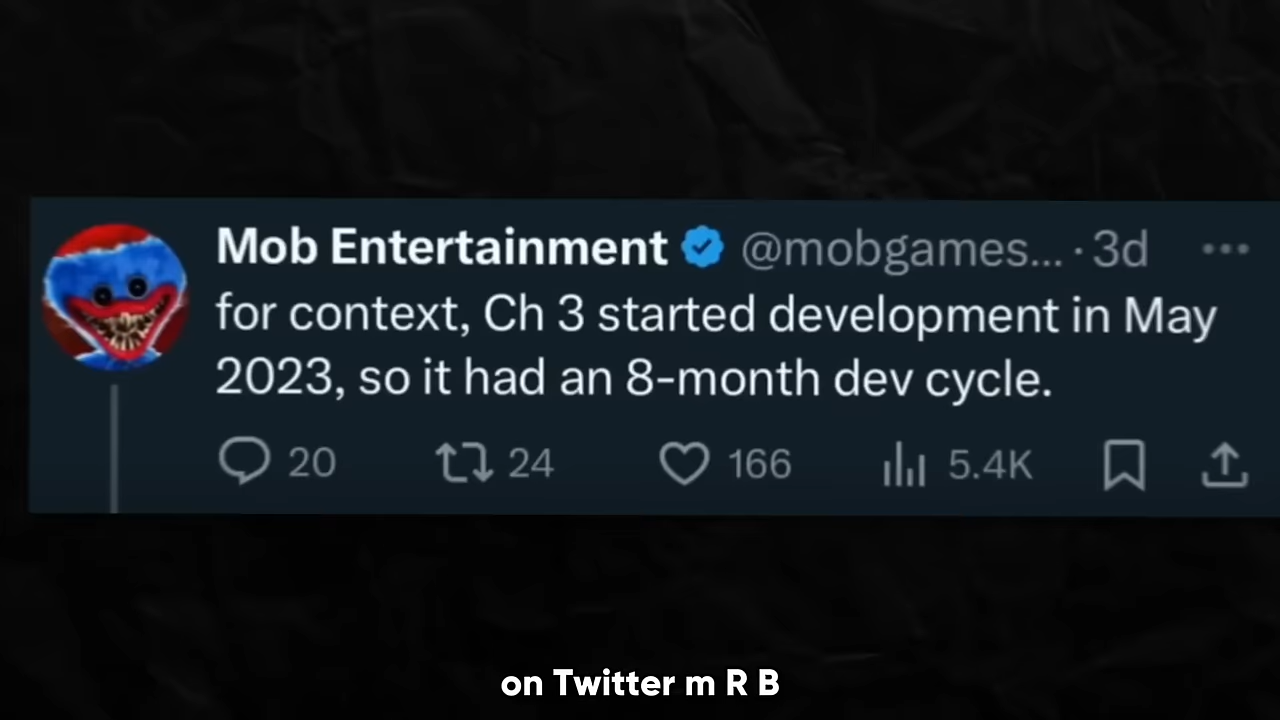 Mob Entertainment @mobgames... · 3d
for context, Ch 3 started development in May
2023, so it had an 8-month dev cycle.
20 24 166 5.4K
on Twitter m R B